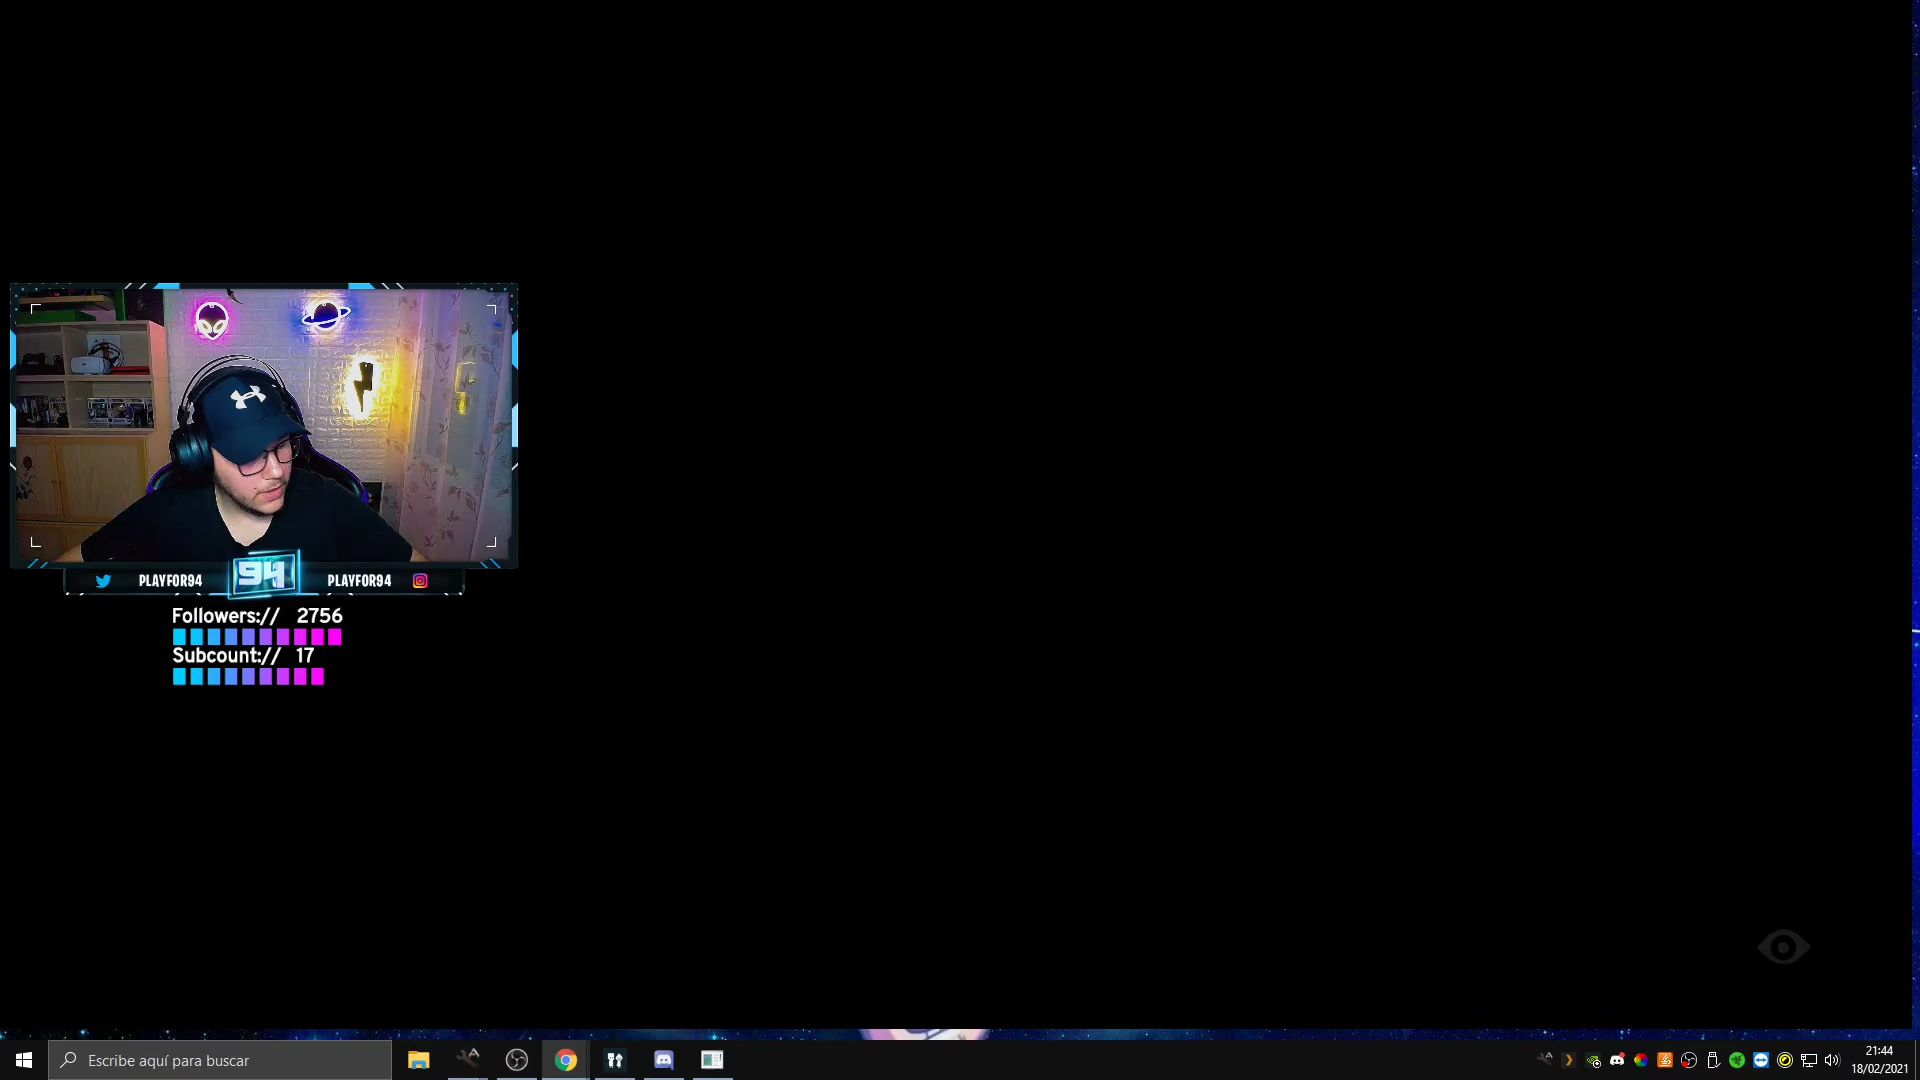 PLAYFOR94 94 PLAYFOR94
Followers:// 2756
Subcount:// 17
Escribe aquí para buscar
21:44
18/02/2021